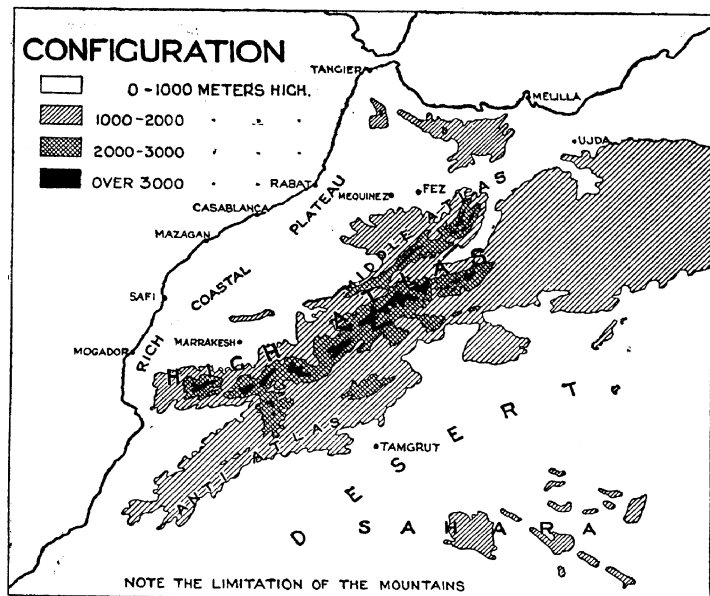 CONFIGURATION
0-1000 METERS HIGH.
1000-2000 " " "
2000-3000 " " "
OVER 3000 " " "
TANGIER
MELILLA
UJDA
RABAT
MEQUINEZ
FEZ
CASABLANCA
MAZAGAN
SAFI
MOGADOR
MARRAKESH
RICH COASTAL PLATEAU
MIDDLE ATLAS
HIGH ATLAS
ANTI-ATLAS
TAMGRUT
DESERT
SAHARA
NOTE THE LIMITATION OF THE MOUNTAINS